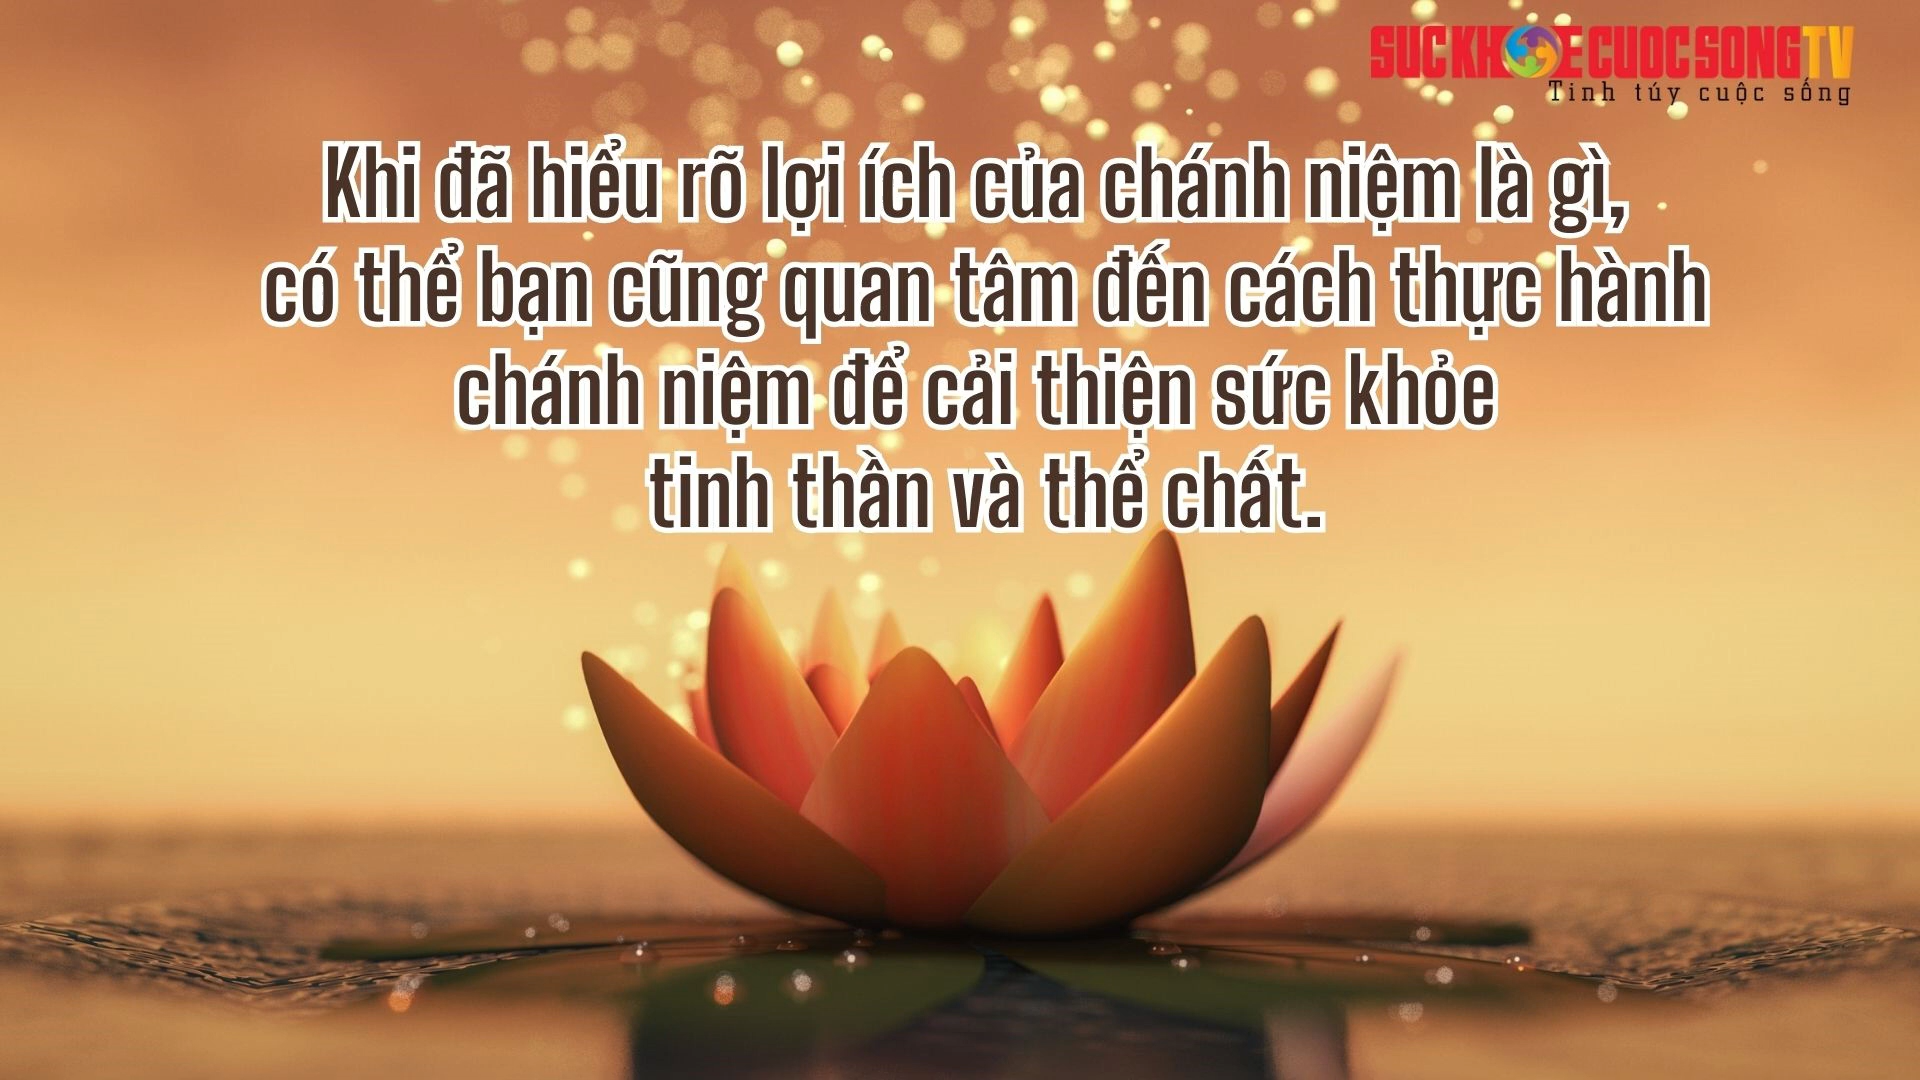 SUCKHOECUOCSONGTV
Tinh túy cuộc sống
Khi đã hiểu rõ lợi ích của chánh niệm là gì,
có thể bạn cũng quan tâm đến cách thực hành
chánh niệm để cải thiện sức khỏe
tinh thần và thể chất.